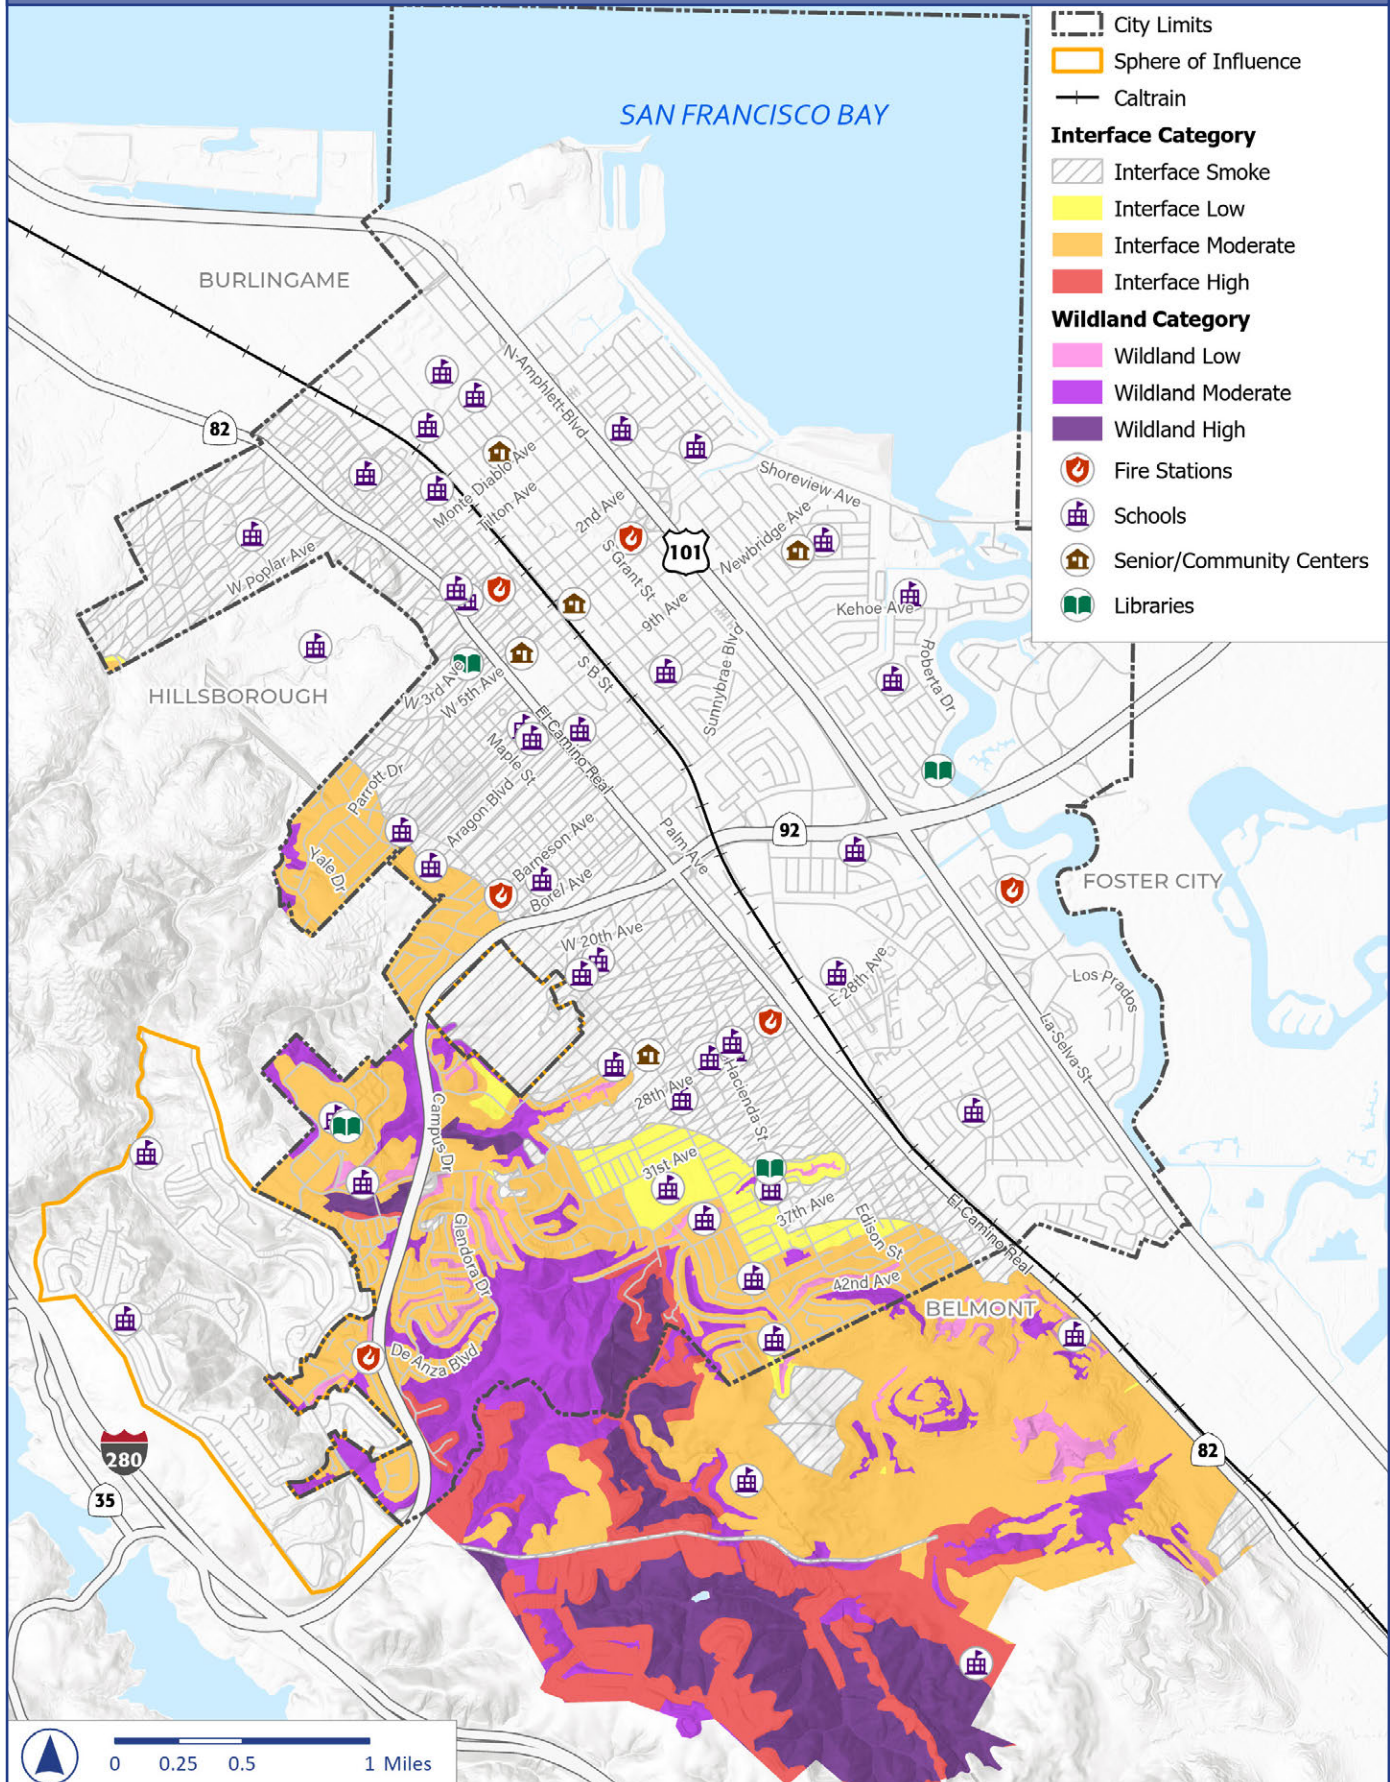 City Limits
Sphere of Influence
Caltrain
Interface Category
Interface Smoke
Interface Low
Interface Moderate
Interface High
Wildland Category
Wildland Low
Wildland Moderate
Wildland High
Fire Stations
Schools
Senior/Community Centers
Libraries
SAN FRANCISCO BAY
BURLINGAME
N Amphlett Blvd
82
Monte Diablo Ave
Tilton Ave
2nd Ave
Shoreview Ave
Newbridge Ave
101
S Grant St
W Poplar Ave
9th Ave
Kehoe Ave
Sunnybrae Blvd
Roberta Dr
HILLSBOROUGH
W 3rd Ave
W 5th Ave
S B St
El Camino Real
Maple St
Parrott Dr
Aragon Blvd
Barneson Ave
Palm Ave
92
Yale Dr
Borel Ave
FOSTER CITY
W 20th Ave
E 28th Ave
Los Prados
La Selva St
28th Ave
Hacienda St
Campus Dr
31st Ave
37th Ave
Edison St
El Camino Real
Glendora Dr
42nd Ave
BELMONT
De Anza Blvd
280
35
82
0 0.25 0.5 1 Miles